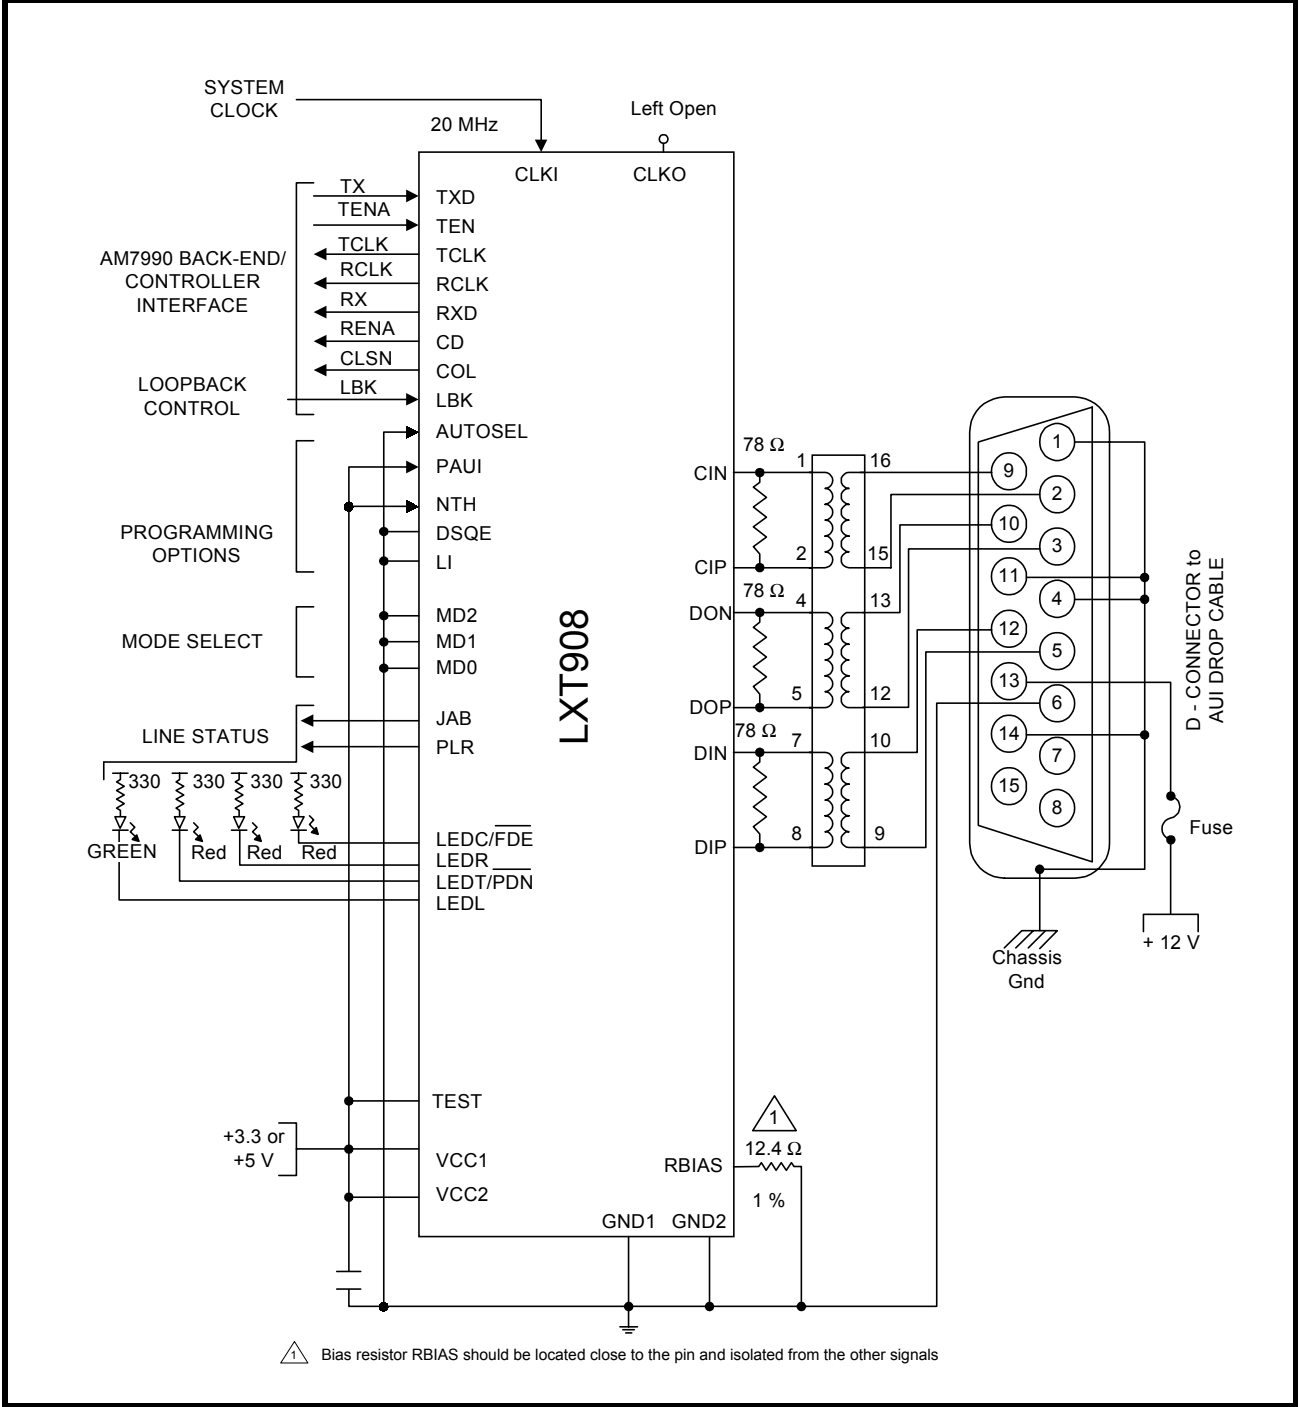 SYSTEM
CLOCK
20 MHz
Left Open
CLKI
CLKO
AM7990 BACK-END/
CONTROLLER
INTERFACE
TX
TENA
TCLK
RCLK
RX
RENA
CLSN
LBK
LOOPBACK
CONTROL
TXD
TEN
TCLK
RCLK
RXD
CD
COL
LBK
PROGRAMMING
OPTIONS
AUTOSEL
PAUI
NTH
DSQE
LI
MODE SELECT
MD2
MD1
MD0
LINE STATUS
JAB
PLR
330
330
330
330
GREEN
Red
Red
Red
LEDC/FDE
LEDR
LEDT/PDN
LEDL
LXT908
CIN
CIP
DON
DOP
DIN
DIP
78 Ω
78 Ω
78 Ω
1
16
2
15
4
13
5
12
7
10
8
9
1
9
2
10
3
11
4
12
5
13
6
14
7
15
8
D - CONNECTOR to
AUI DROP CABLE
Fuse
+ 12 V
Chassis
Gnd
TEST
+3.3 or
+5 V
VCC1
VCC2
RBIAS
1
12.4 Ω
1 %
GND1
GND2
1 Bias resistor RBIAS should be located close to the pin and isolated from the other signals